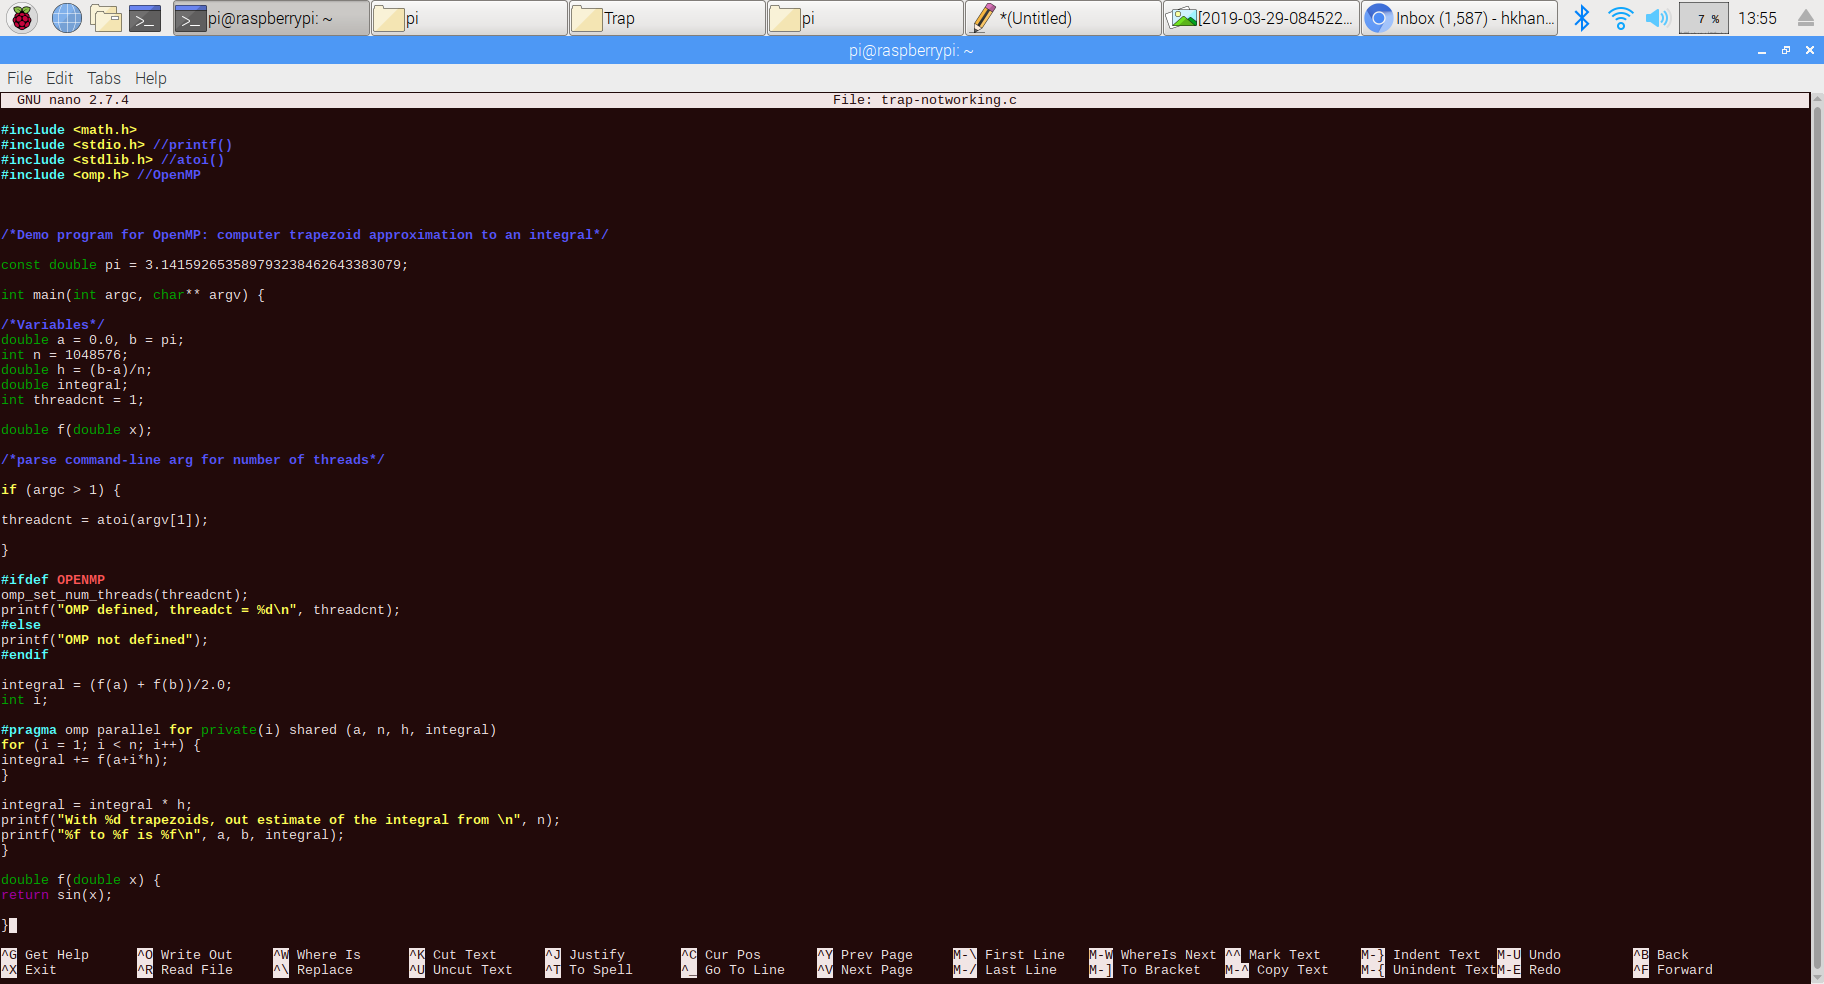 pi@raspberrypi: ~
pi
Trap
pi
*(Untitled)
[2019-03-29-084522...
Inbox (1,587) - hkhan...
7 %
13:55
pi@raspberrypi: ~
File Edit Tabs Help
GNU nano 2.7.4 File: trap-notworking.c
#include <math.h>
#include <stdio.h> //printf()
#include <stdlib.h> //atoi()
#include <omp.h> //OpenMP
/*Demo program for OpenMP: computer trapezoid approximation to an integral*/
const double pi = 3.141592653589793238462643383079;
int main(int argc, char** argv) {
/*Variables*/
double a = 0.0, b = pi;
int n = 1048576;
double h = (b-a)/n;
double integral;
int threadcnt = 1;
double f(double x);
/*parse command-line arg for number of threads*/
if (argc > 1) {
threadcnt = atoi(argv[1]);
}
#ifdef OPENMP
omp_set_num_threads(threadcnt);
printf("OMP defined, threadct = %d\n", threadcnt);
#else
printf("OMP not defined");
#endif
integral = (f(a) + f(b))/2.0;
int i;
#pragma omp parallel for private(i) shared (a, n, h, integral)
for (i = 1; i < n; i++) {
integral += f(a+i*h);
}
integral = integral * h;
printf("With %d trapezoids, out estimate of the integral from \n", n);
printf("%f to %f is %f\n", a, b, integral);
}
double f(double x) {
return sin(x);
}
^G Get Help ^O Write Out ^W Where Is ^K Cut Text ^J Justify ^C Cur Pos ^Y Prev Page M-\ First Line M-W WhereIs Next ^^ Mark Text M-} Indent Text M-U Undo ^B Back
^X Exit ^R Read File ^\ Replace ^U Uncut Text ^T To Spell ^_ Go To Line ^V Next Page M-/ Last Line M-] To Bracket M-^ Copy Text M-{ Unindent Text M-E Redo ^F Forward